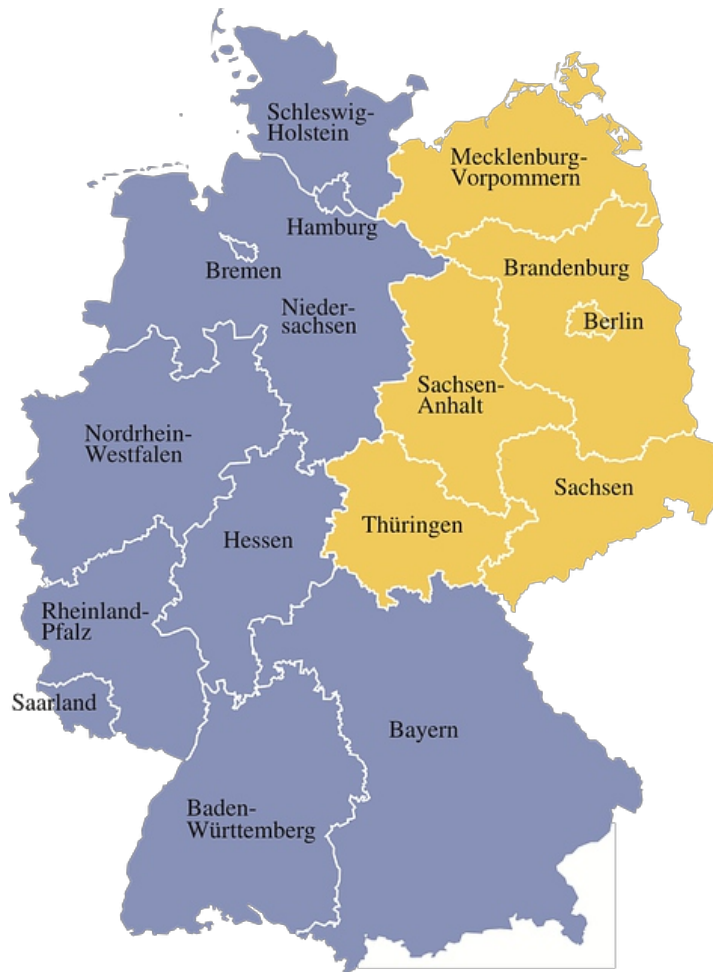 Schleswig-
Holstein
Mecklenburg-
Vorpommern
Hamburg
Bremen
Brandenburg
Nieder-
sachsen
Berlin
Sachsen-
Anhalt
Nordrhein-
Westfalen
Sachsen
Thüringen
Hessen
Rheinland-
Pfalz
Saarland
Bayern
Baden-
Württemberg